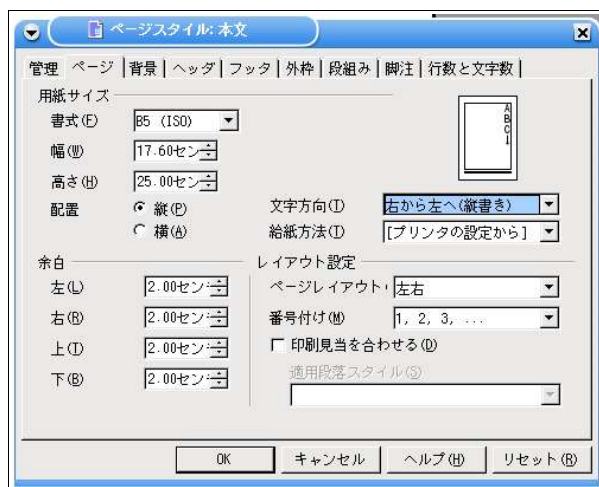 ページスタイル: 本文
管理 ページ 背景 ヘッダ フッタ 外枠 段組み 脚注 行数と文字数
用紙サイズ
書式(F) B5 (ISO)
幅(W) 17.60セン
高さ(H) 25.00セン
配置 縦(P)
横(A)
A
B
C
文字方向(T) 右から左へ(縦書き)
給紙方法(I) [プリンタの設定から]
余白
左(L) 2.00セン
右(R) 2.00セン
上(T) 2.00セン
下(B) 2.00セン
レイアウト設定
ページレイアウト 左右
番号付け(M) 1, 2, 3, ...
印刷見当を合わせる(D)
適用段落スタイル(S)
OK キャンセル ヘルプ(H) リセット(R)